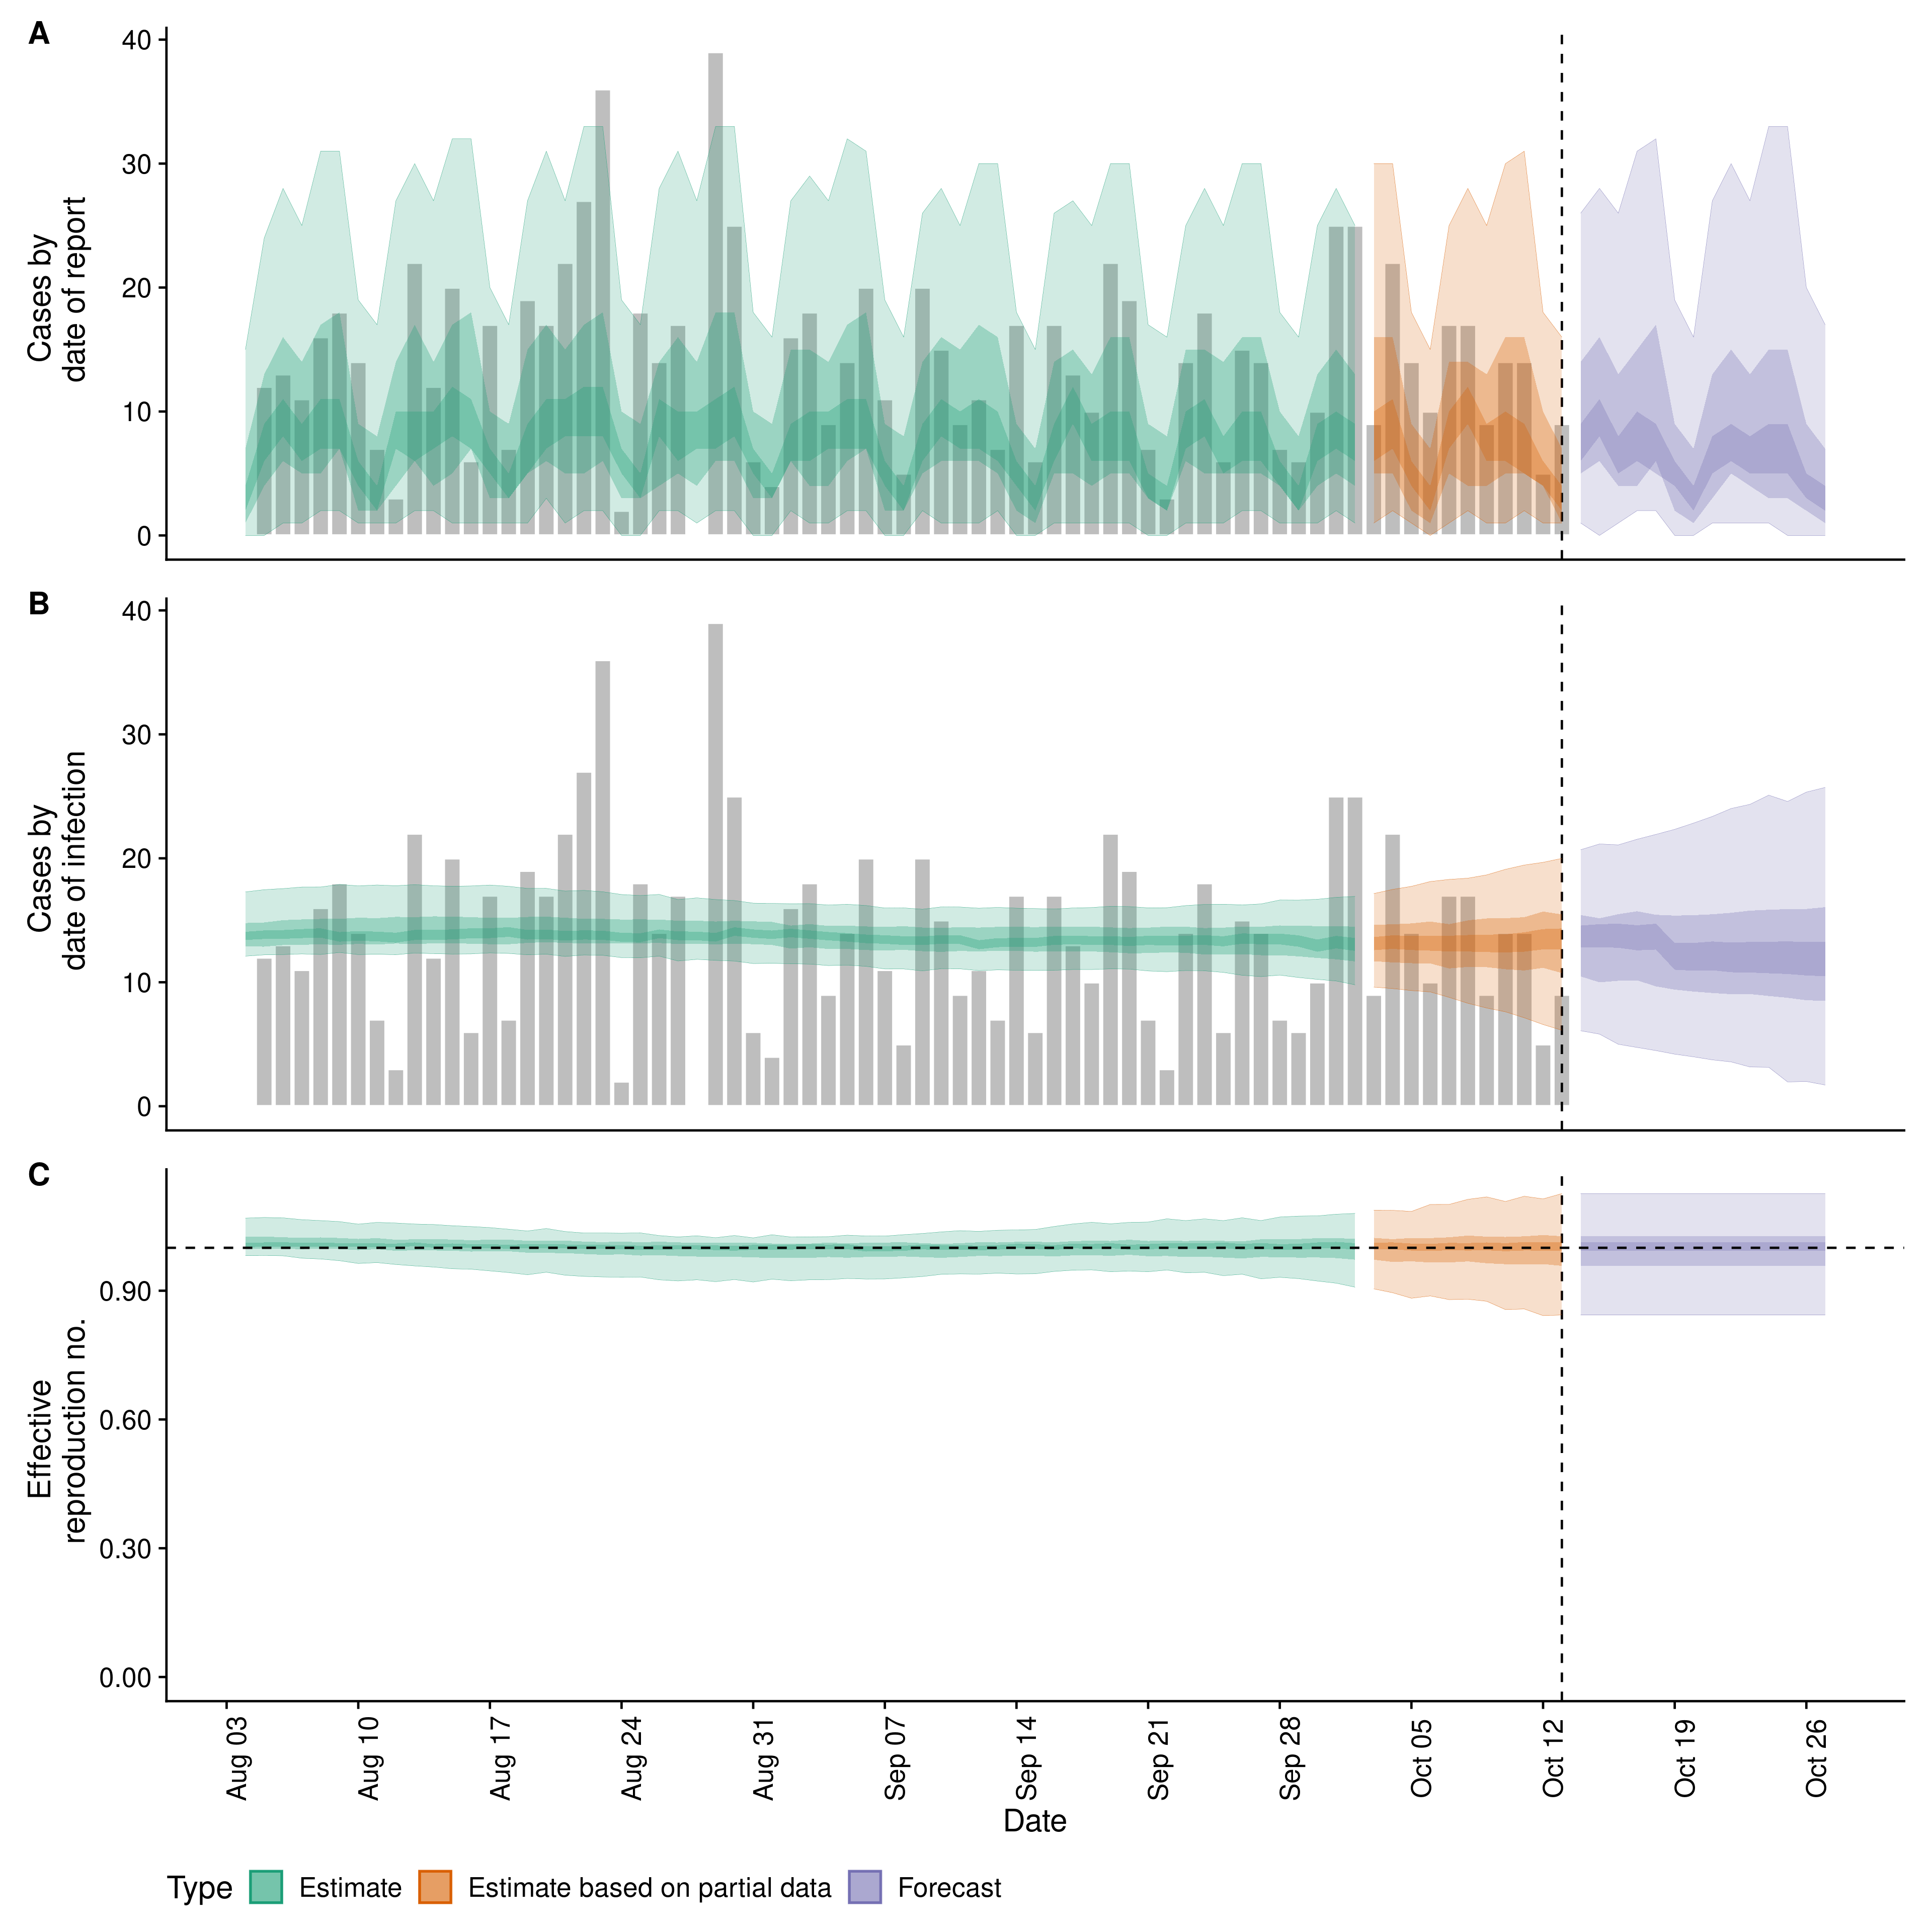 A
40
30
20
10
0
Cases by
date of report
B
40
30
20
10
0
Cases by
date of infection
C
0.90
0.60
0.30
0.00
Effective
reproduction no.
Aug 03
Aug 10
Aug 17
Aug 24
Aug 31
Sep 07
Sep 14
Sep 21
Sep 28
Oct 05
Oct 12
Oct 19
Oct 26
Date
Type Estimate Estimate based on partial data Forecast